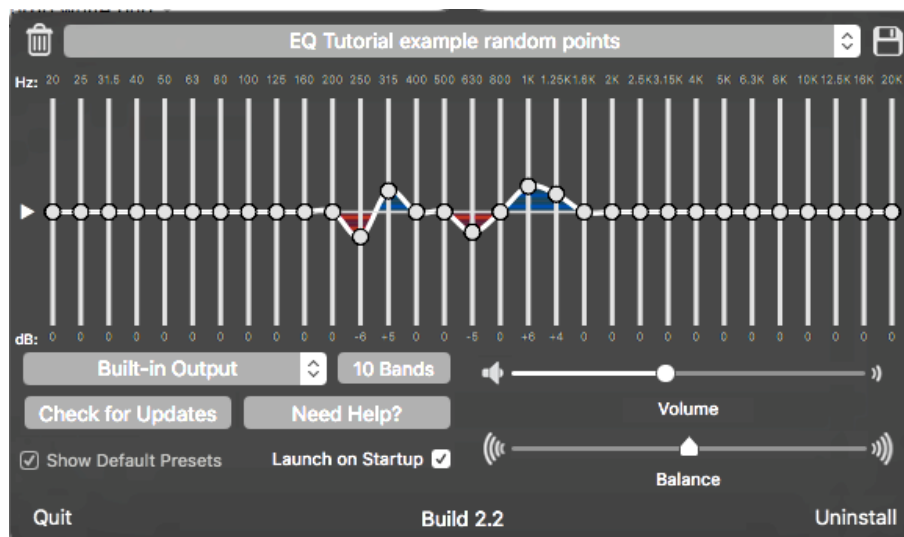 EQ Tutorial example random points
Hz: 20 25 31.5 40 50 63 80 100 125 160 200 250 315 400 500 630 800 1K 1.25K 1.6K 2K 2.5K 3.15K 4K 5K 6.3K 8K 10K 12.5K 16K 20K
dB: 0 0 0 0 0 0 0 0 0 0 0 -6 +5 0 0 -5 0 +6 +4 0 0 0 0 0 0 0 0 0 0 0 0
Built-in Output 10 Bands
Check for Updates Need Help?
Volume
Show Default Presets Launch on Startup
Balance
Quit Build 2.2 Uninstall